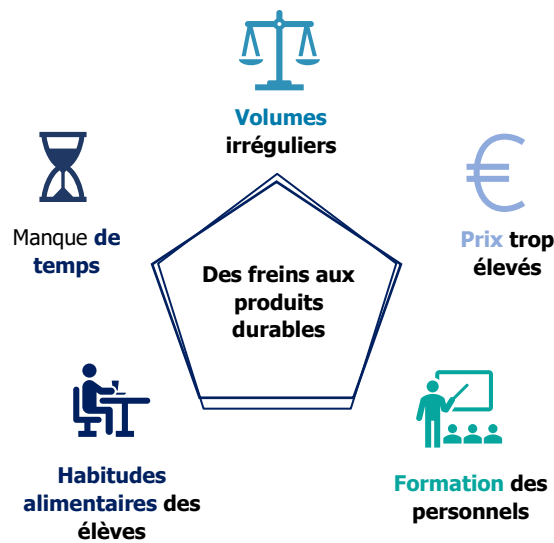 Volumes
irréguliers
Manque de
temps
€
Prix trop
élevés
Des freins aux
produits
durables
Habitudes
alimentaires des
élèves
Formation des
personnels